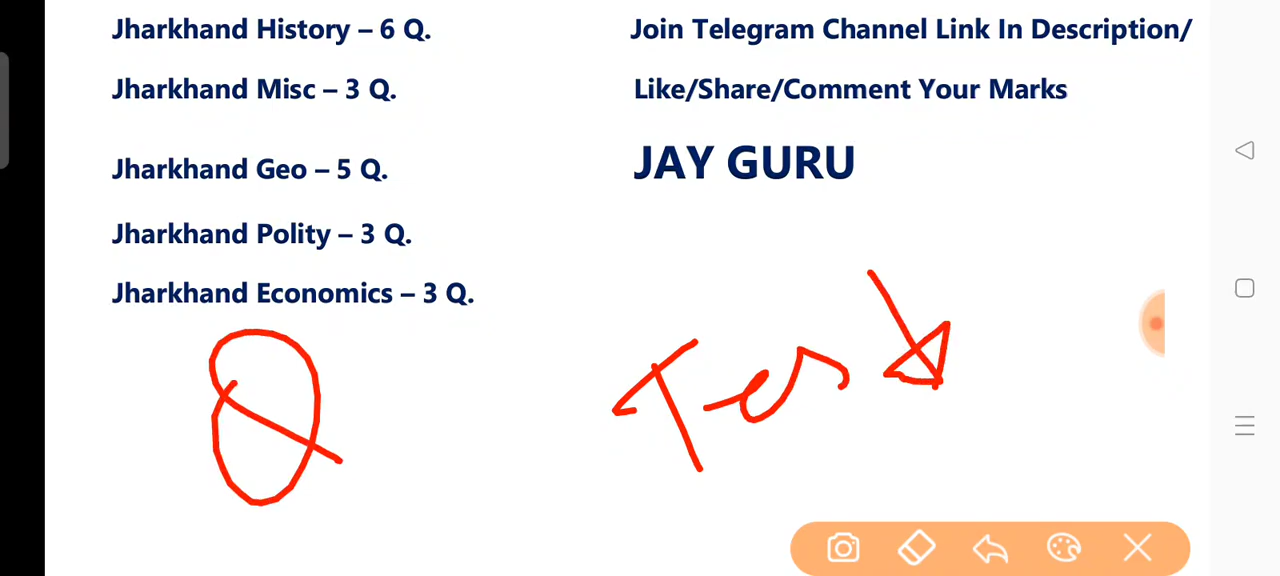 Jharkhand History – 6 Q.
Jharkhand Misc – 3 Q.
Jharkhand Geo – 5 Q.
Jharkhand Polity – 3 Q.
Jharkhand Economics – 3 Q.
Join Telegram Channel Link In Description/
Like/Share/Comment Your Marks
JAY GURU
Q
Test